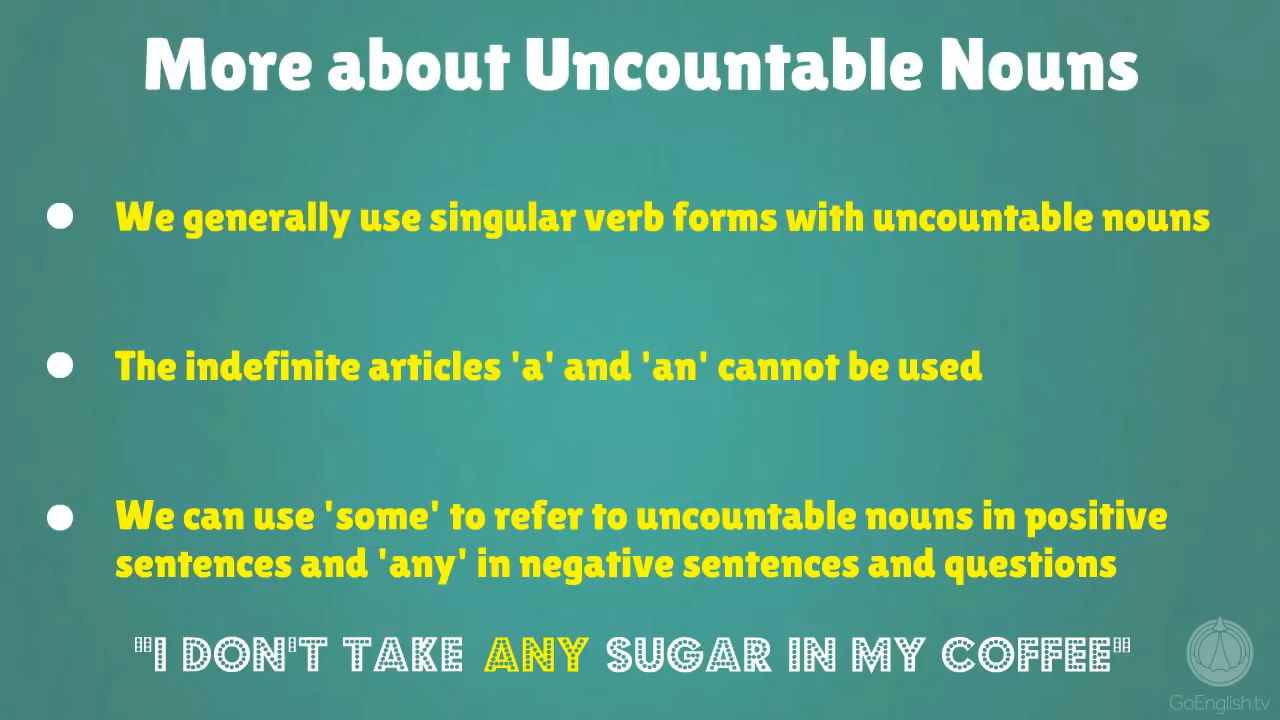 More about Uncountable Nouns
We generally use singular verb forms with uncountable nouns
The indefinite articles 'a' and 'an' cannot be used
We can use 'some' to refer to uncountable nouns in positive
sentences and 'any' in negative sentences and questions
"I DON'T TAKE ANY SUGAR IN MY COFFEE"
GoEnglish.tv